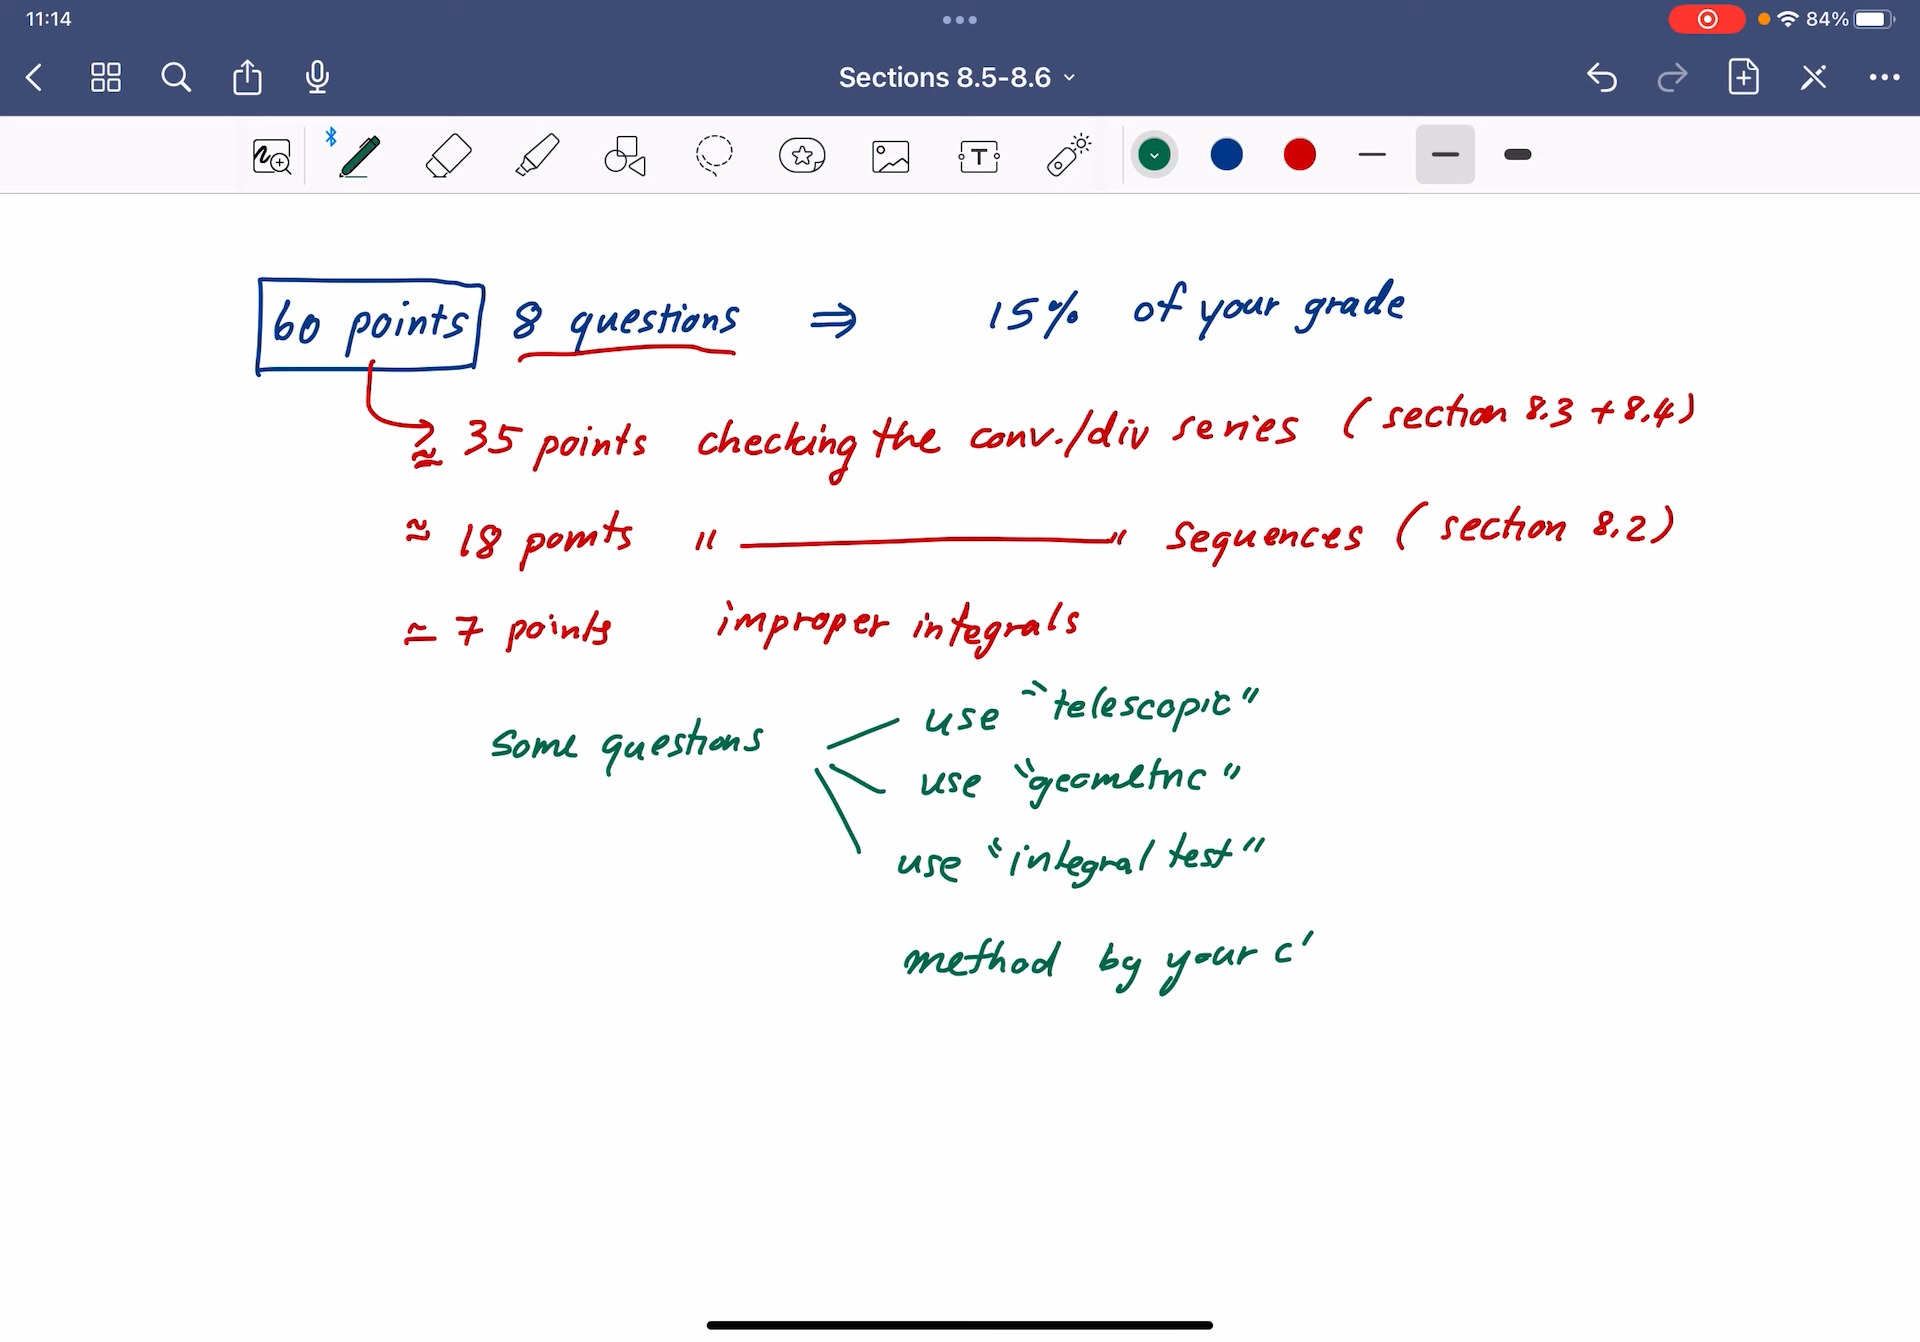 11:14
84%
Sections 8.5-8.6
60 points 8 questions ⇒ 15% of your grade
≈ 35 points checking the conv./div series (section 8.3 + 8.4)
≈ 18 points " ———— " sequences (section 8.2)
≃ 7 points improper integrals
Some questions
use "telescopic"
use "geometric"
use "integral test"
method by your c